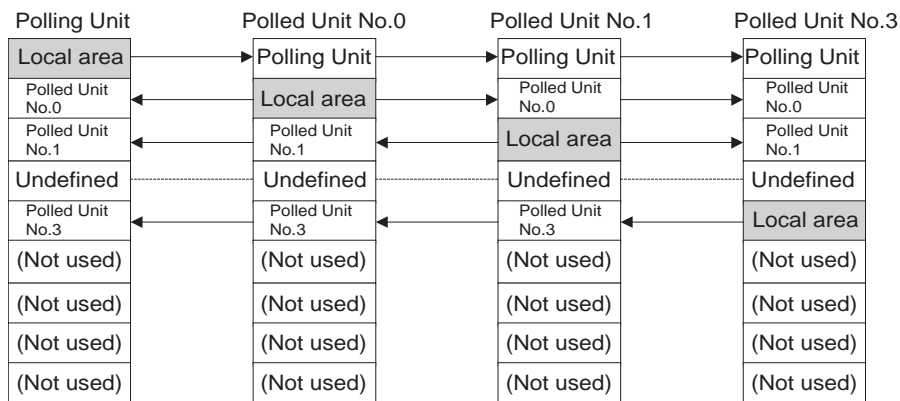 Polling Unit Polled Unit No.0 Polled Unit No.1 Polled Unit No.3
Local area Polling Unit Polling Unit Polling Unit
Polled Unit No.0 Local area Polled Unit No.0 Polled Unit No.0
Polled Unit No.1 Polled Unit No.1 Local area Polled Unit No.1
Undefined Undefined Undefined Undefined
Polled Unit No.3 Polled Unit No.3 Polled Unit No.3 Local area
(Not used) (Not used) (Not used) (Not used)
(Not used) (Not used) (Not used) (Not used)
(Not used) (Not used) (Not used) (Not used)
(Not used) (Not used) (Not used) (Not used)